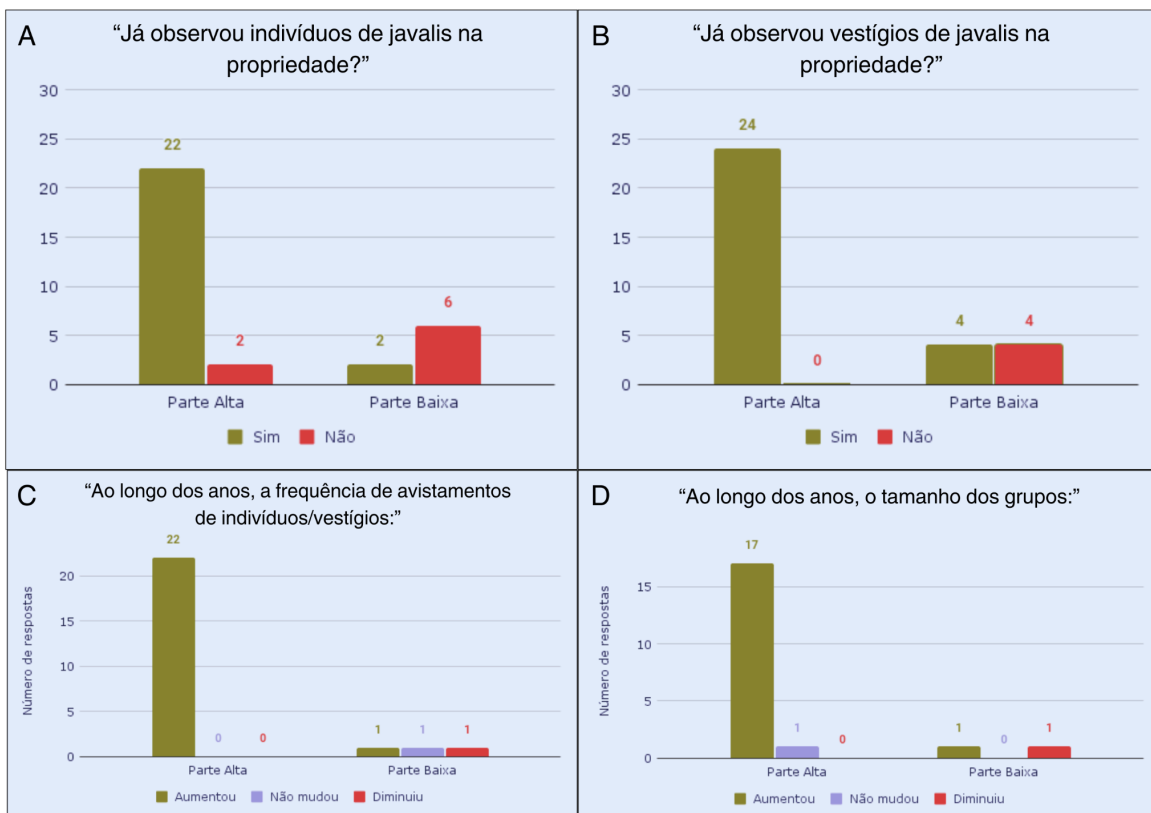 A
“Já observou indivíduos de javalis na
propriedade?”
30
25
22
20
15
10
6
5
2
2
0
Parte Alta
Parte Baixa
Sim
Não
B
“Já observou vestígios de javalis na
propriedade?”
30
25
24
20
15
10
5
4
4
0
0
Parte Alta
Parte Baixa
Sim
Não
C
“Ao longo dos anos, a frequência de avistamentos
de indivíduos/vestígios:”
Número de respostas
22
20
15
10
5
0
0
0
1
1
1
Parte Alta
Parte Baixa
Aumentou
Não mudou
Diminuiu
D
“Ao longo dos anos, o tamanho dos grupos:”
Número de respostas
17
15
10
5
0
1
0
1
0
1
Parte Alta
Parte Baixa
Aumentou
Não mudou
Diminuiu